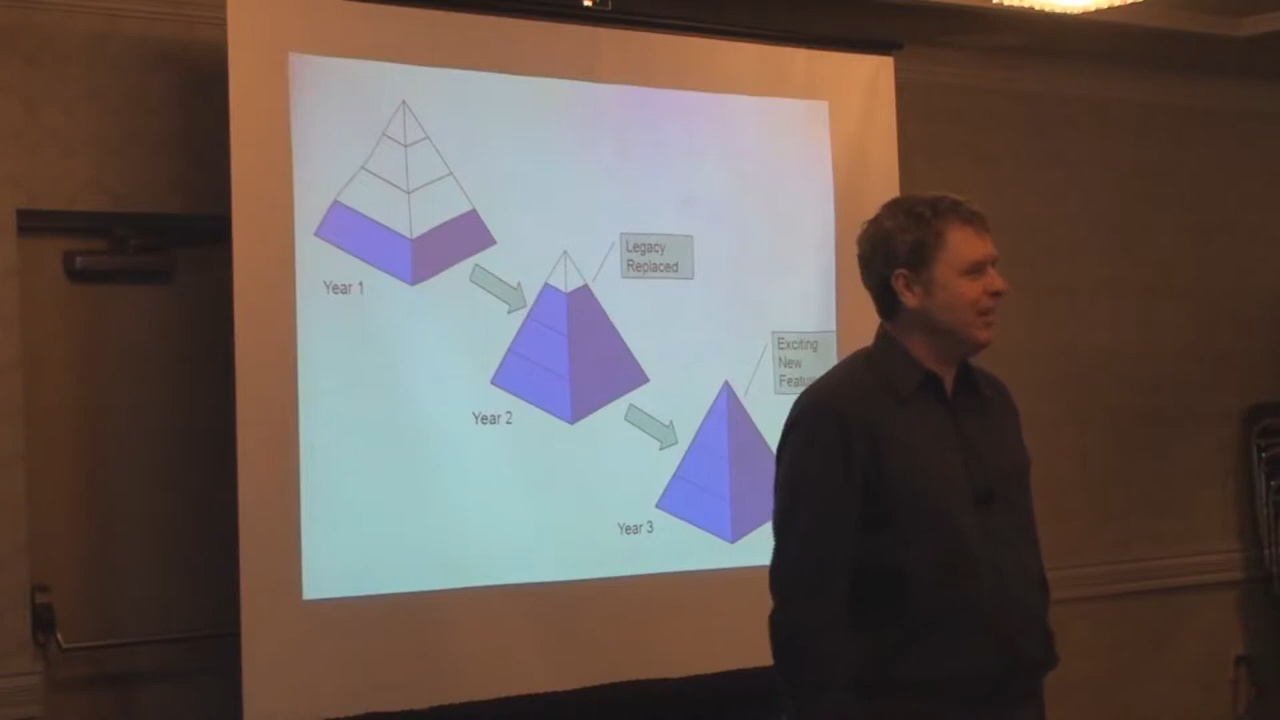 Year 1
Legacy
Replaced
Year 2
Exciting
New
Year 3